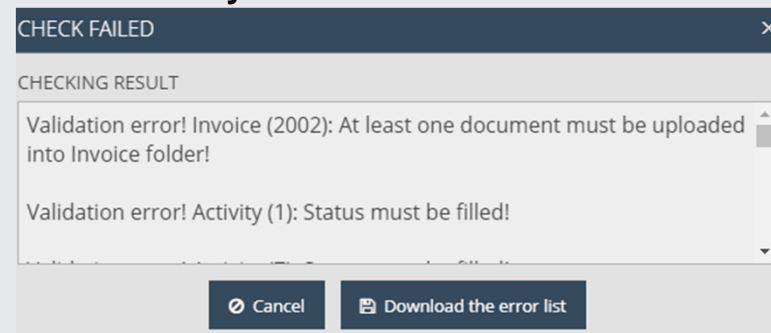 CHECK FAILED
CHECKING RESULT
Validation error! Invoice (2002): At least one document must be uploaded
into Invoice folder!
Validation error! Activity (1): Status must be filled!
Cancel
Download the error list